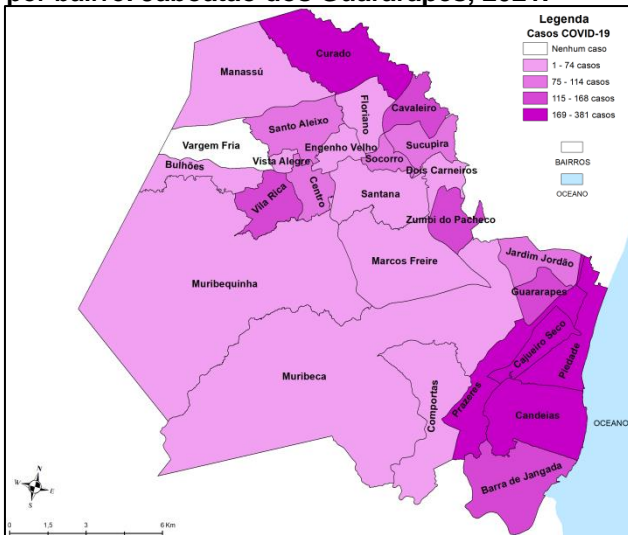 por bairro. Jaboatão dos Guararapes, 2021.
Legenda
Casos COVID-19
Nenhum caso
1 - 74 casos
75 - 114 casos
115 - 168 casos
169 - 381 casos
BAIRROS
OCEANO
Curado
Manassú
Floriano
Cavaleiro
Santo Aleixo
Vargem Fria
Engenho Velho
Sucupira
Vista Alegre
Socorro
Bulhões
Dois Carneiros
Vila Rica
Centro
Santana
Zumbi do Pacheco
Marcos Freire
Jardim Jordão
Muribequinha
Guararapes
Cajueiro Seco
Piedade
Muribeca
Comportas
Prazeres
Candeias
OCEANO
Barra de Jangada
N
W E
S
0 1,5 3 6 Km